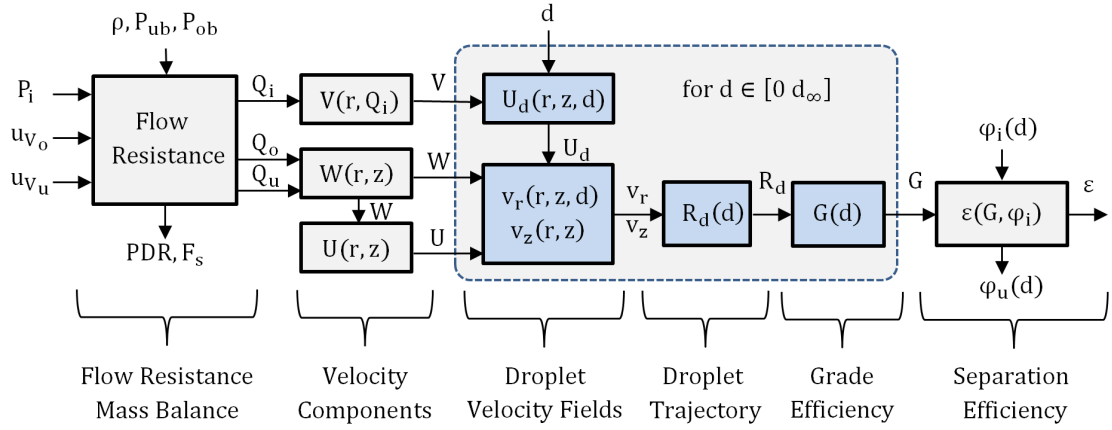 ρ, P_ub, P_ob
d
P_i
u_V_o
u_V_u
Flow
Resistance
PDR, F_s
Q_i
Q_o
Q_u
V(r, Q_i)
V
W(r, z)
W
W
U(r, z)
U
U_d(r, z, d)
U_d
for d ∈ [0 d_∞]
v_r(r, z, d)
v_z(r, z)
v_r
v_z
R_d(d)
R_d
G(d)
G
φ_i(d)
ε(G, φ_i)
ε
φ_u(d)
Flow Resistance
Mass Balance
Velocity
Components
Droplet
Velocity Fields
Droplet
Trajectory
Grade
Efficiency
Separation
Efficiency